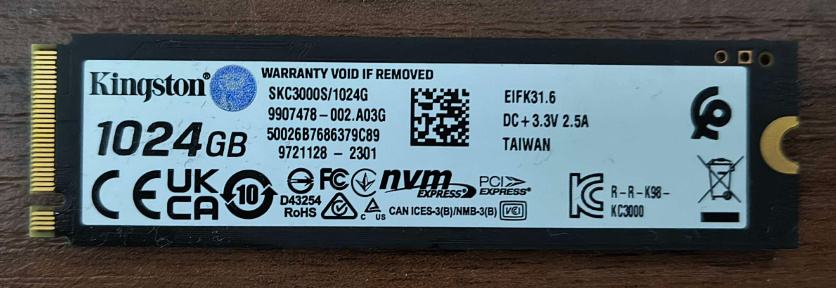 Kingston®
1024GB
WARRANTY VOID IF REMOVED
SKC3000S/1024G
9907478-002.A03G
50026B7686379C89
9721128 - 2301
EIFK31.6
DC+3.3V 2.5A
TAIWAN
CE
UK
CA
10
FC
D43254
RoHS
nvm
EXPRESS®
PCI
EXPRESS®
C US
CAN ICES-3(B)/NMB-3(B)
R-R-K98-
KC3000